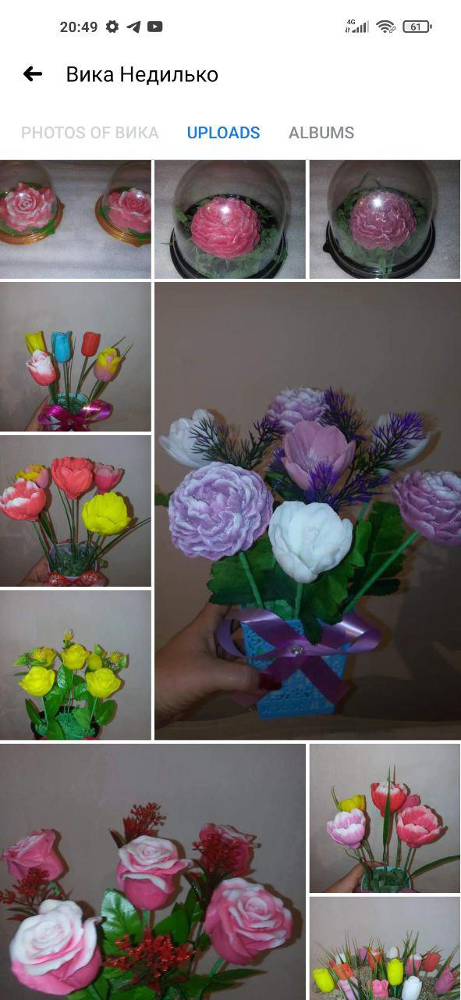 20:49
4G
61
Вика Недилько
PHOTOS OF ВИКА
UPLOADS
ALBUMS